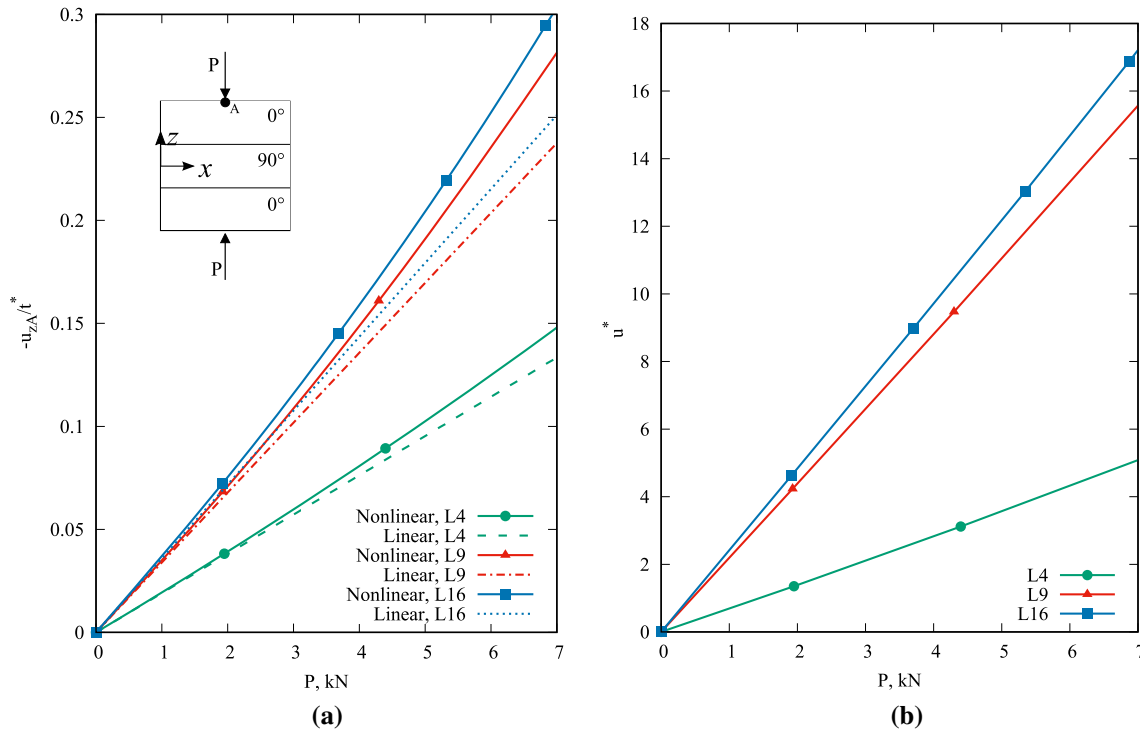 0.3
0.25
0.2
0.15
0.1
0.05
0
-u_zA/t*
P
A
0°
z
90°
x
0°
P
Nonlinear, L4
Linear, L4
Nonlinear, L9
Linear, L9
Nonlinear, L16
Linear, L16
0 1 2 3 4 5 6 7
P, kN
(a)
18
16
14
12
10
8
6
4
2
0
u*
L4
L9
L16
0 1 2 3 4 5 6 7
P, kN
(b)